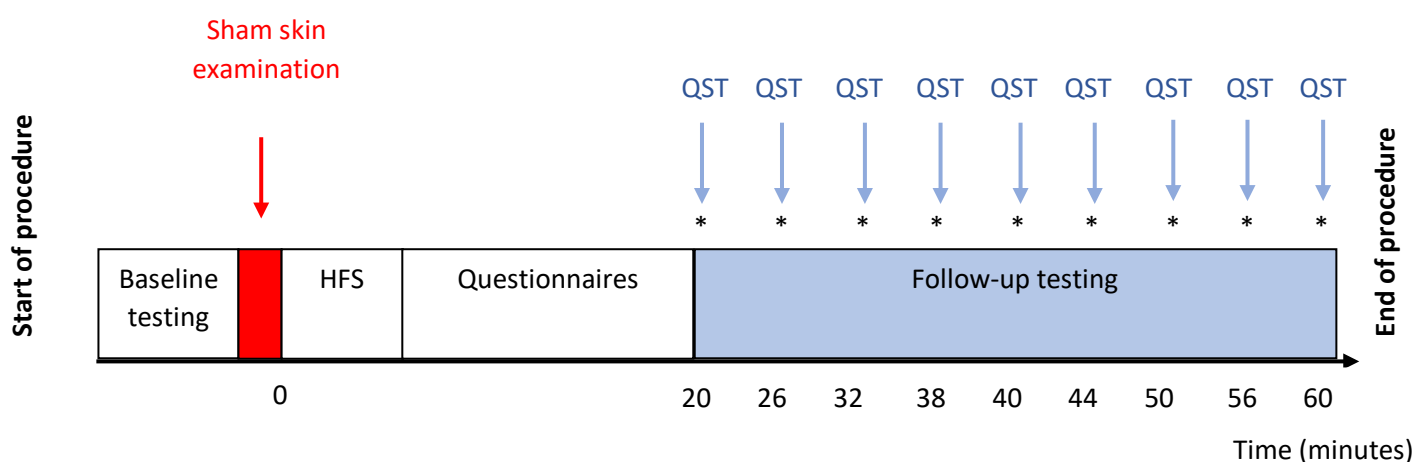 Sham skin
examination
QST QST QST QST QST QST QST QST QST
Start of procedure
End of procedure
* * * * * * * * *
Baseline
testing
HFS
Questionnaires
Follow-up testing
0 20 26 32 38 40 44 50 56 60
Time (minutes)